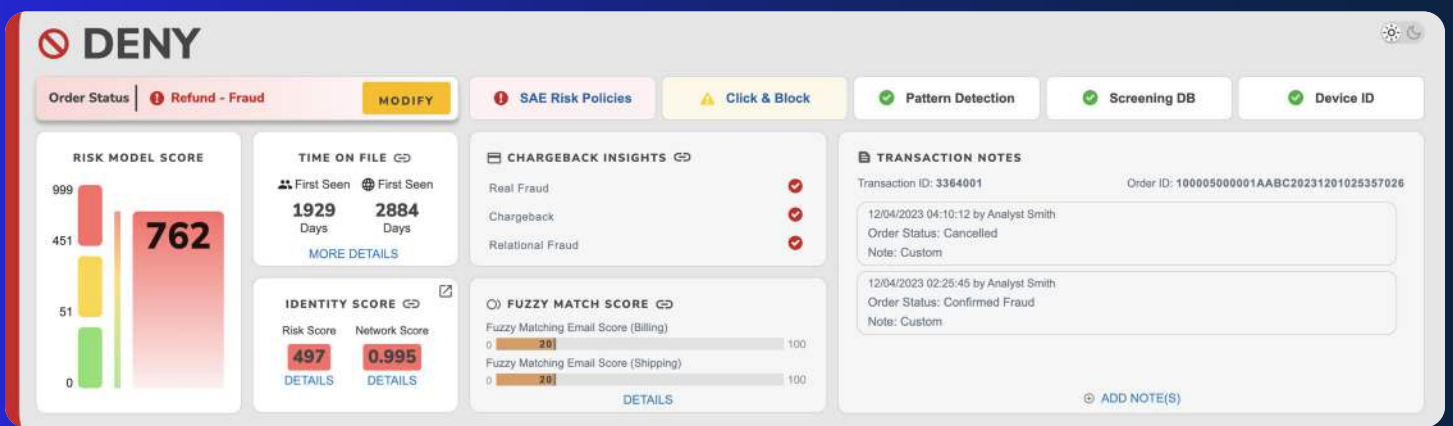 DENY
Order Status
Refund - Fraud
MODIFY
SAE Risk Policies
Click & Block
Pattern Detection
Screening DB
Device ID
RISK MODEL SCORE
999
451
51
0
762
TIME ON FILE
First Seen First Seen
1929 2884
Days Days
MORE DETAILS
IDENTITY SCORE
Risk Score Network Score
497 0.995
DETAILS DETAILS
CHARGEBACK INSIGHTS
Real Fraud
Chargeback
Relational Fraud
FUZZY MATCH SCORE
Fuzzy Matching Email Score (Billing)
0 20 100
Fuzzy Matching Email Score (Shipping)
0 20 100
DETAILS
TRANSACTION NOTES
Transaction ID: 3364001 Order ID: 100005000001AABC20231201025357026
12/04/2023 04:10:12 by Analyst Smith
Order Status: Cancelled
Note: Custom
12/04/2023 02:25:45 by Analyst Smith
Order Status: Confirmed Fraud
Note: Custom
ADD NOTE(S)